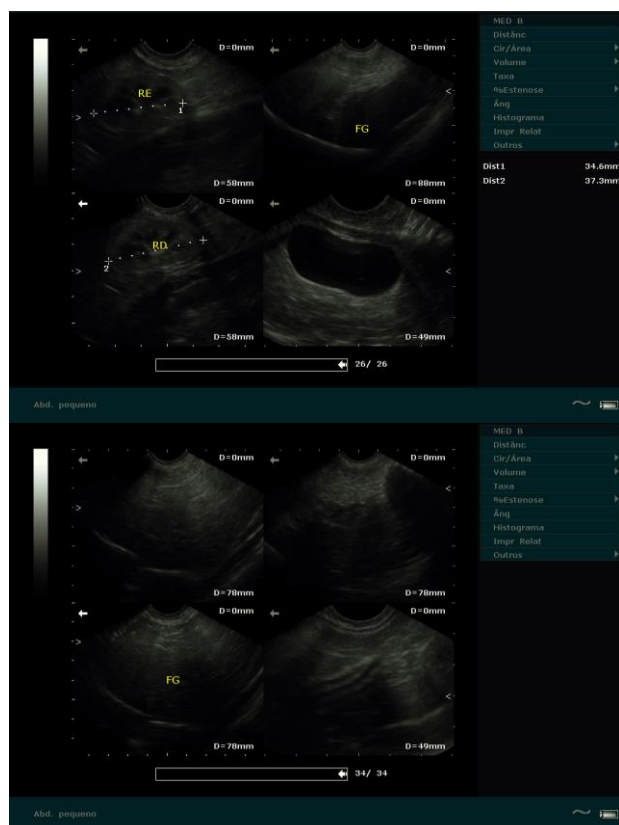 MED B
Distânc
Cir/Área
Volume
Taxa
%Estenose
Âng
Histograma
Impr Relat
Outros
Dist1 34.6mm
Dist2 37.3mm
D=0mm
RE
1
D=58mm
D=0mm
FG
D=88mm
D=0mm
RD
2
D=58mm
D=0mm
D=49mm
26/ 26
Abd. pequeno
MED B
Distânc
Cir/Área
Volume
Taxa
%Estenose
Âng
Histograma
Impr Relat
Outros
D=0mm
D=78mm
D=0mm
D=78mm
D=0mm
FG
D=78mm
D=0mm
D=49mm
34/ 34
Abd. pequeno